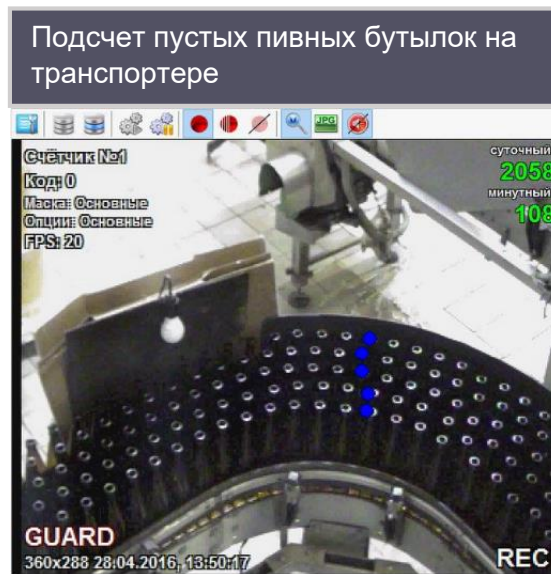 Подсчет пустых пивных бутылок на
транспортере
M
JPG
Счётчик №1
Код: 0
Маска: Основные
Опции: Основные
FPS: 20
суточный
2058
минутный
108
GUARD
360x288 28.04.2016, 13:50:17
REC